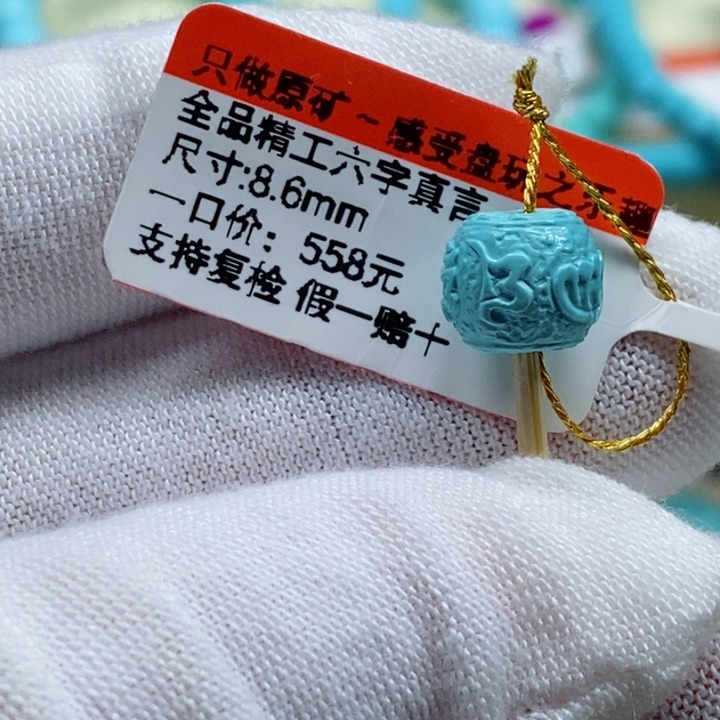 只做原矿~感受盘玩之乐趣
全品精工六字真言
尺寸:8.6mm
一口价：558元
支持复检 假一赔十